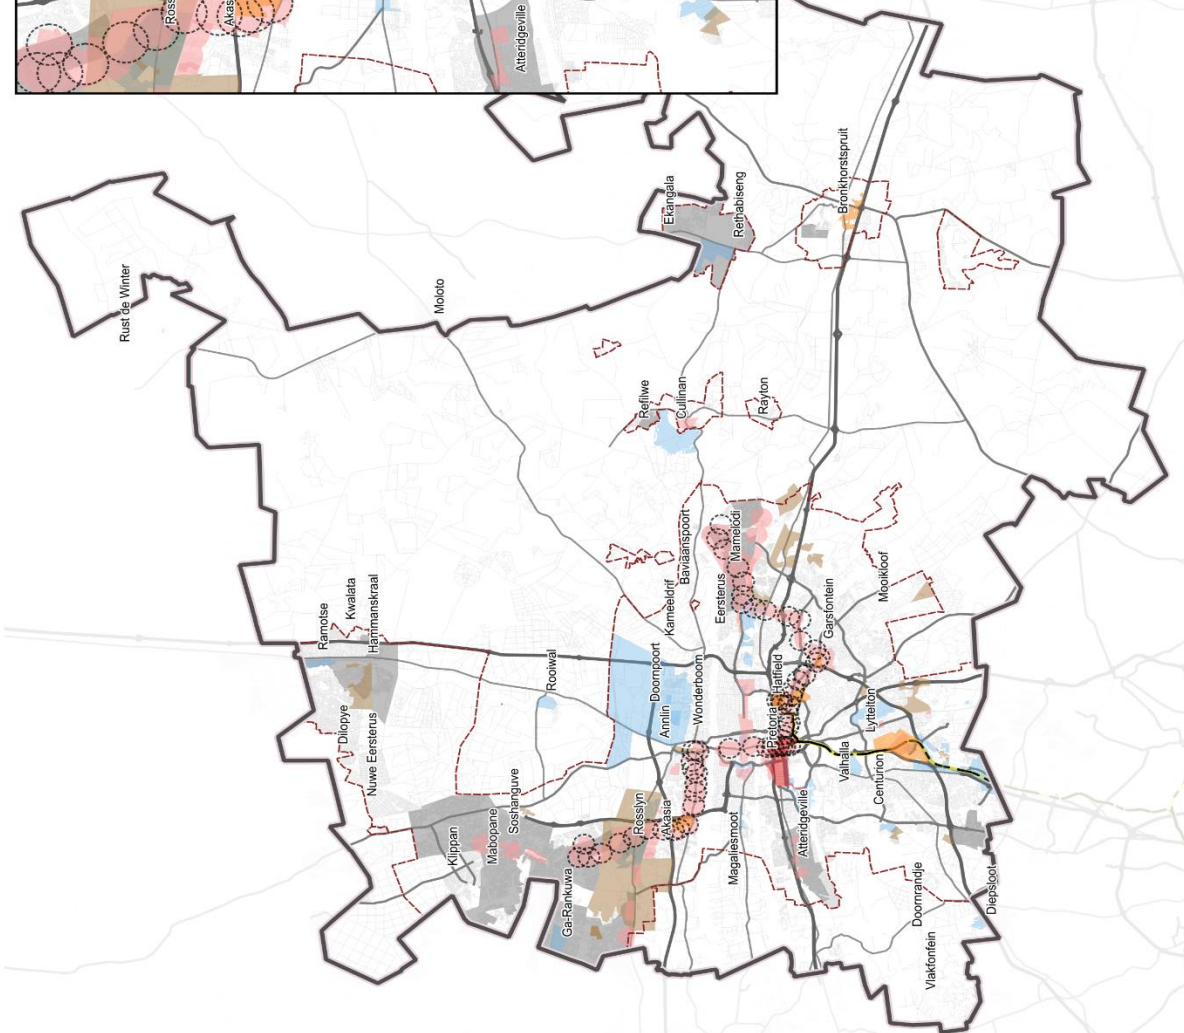 Ross
Akas
Atteridgeville
Rust de Winter
Moloto
Ekangala
Rethabiseng
Bronkhorstspruit
Refilwe
Cullinan
Rayton
Ramotse
Kwalata
Hammanskraal
Dilopye
Nuwe Eersterus
Rooiwal
Kameeldrif
Baviaanspoort
Eersterus
Mamelodi
Doornpoort
Annlin
Wonderboom
Hatfield
Pretoria
Garsfontein
Mooikloof
Klippan
Mabopane
Soshanguve
Ga-Rankuwa
Rosslyn
Akasia
Magaliesmoot
Atteridgeville
Valhalla
Centurion
Lyttelton
Doornrandje
Vlakfonfein
Diepsloot